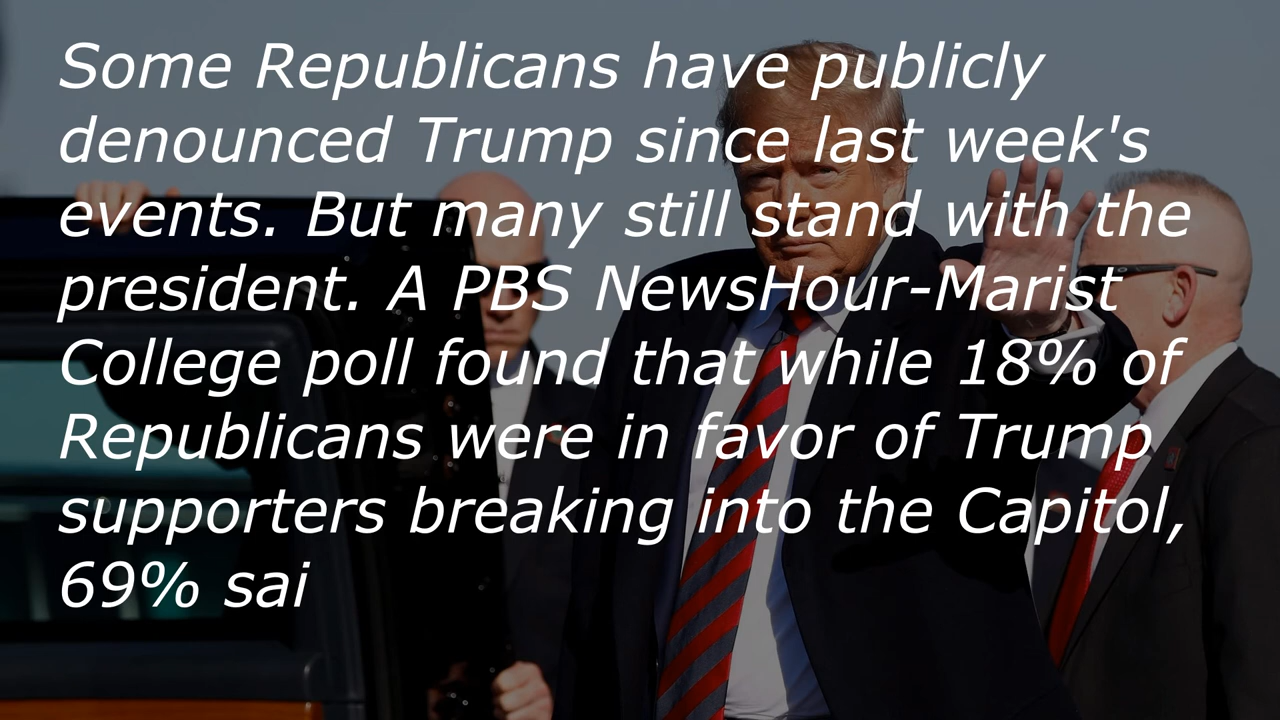 Some Republicans have publicly
denounced Trump since last week's
events. But many still stand with the
president. A PBS NewsHour-Marist
College poll found that while 18% of
Republicans were in favor of Trump
supporters breaking into the Capitol,
69% sai